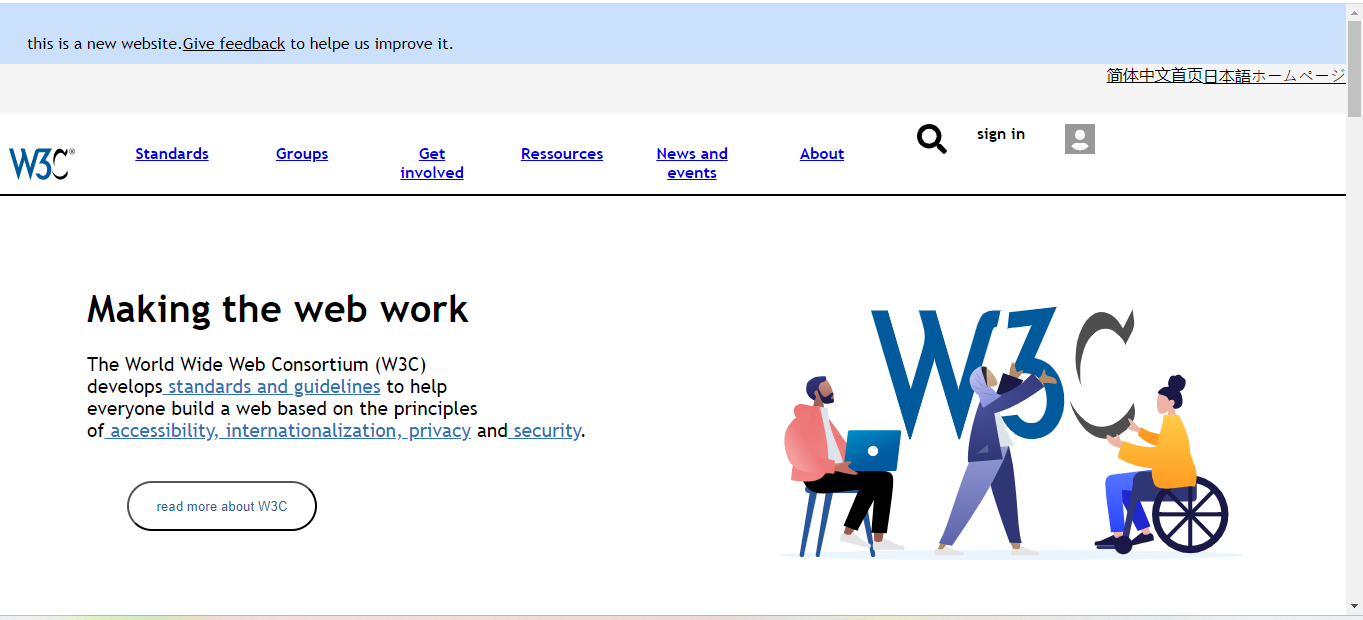 this is a new website.Give feedback to helpe us improve it.
简体中文首页日本語ホームページ
W3C®
Standards
Groups
Get
involved
Ressources
News and
events
About
sign in
Making the web work
The World Wide Web Consortium (W3C)
develops standards and guidelines to help
everyone build a web based on the principles
of accessibility, internationalization, privacy and security.
read more about W3C
W3C